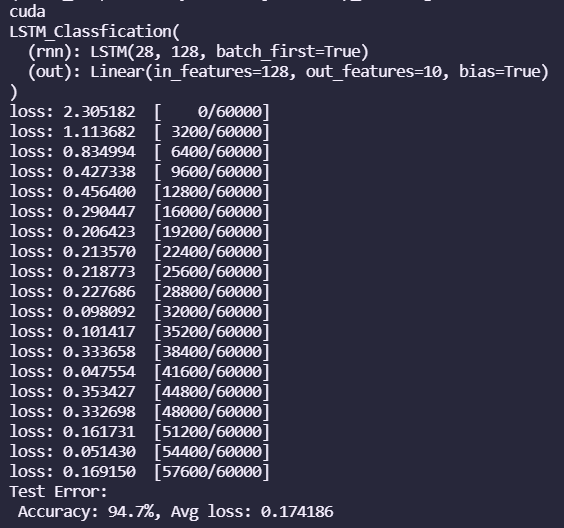 cuda
LSTM_Classfication(
  (rnn): LSTM(28, 128, batch_first=True)
  (out): Linear(in_features=128, out_features=10, bias=True)
)
loss: 2.305182  [    0/60000]
loss: 1.113682  [ 3200/60000]
loss: 0.834994  [ 6400/60000]
loss: 0.427338  [ 9600/60000]
loss: 0.456400  [12800/60000]
loss: 0.290447  [16000/60000]
loss: 0.206423  [19200/60000]
loss: 0.213570  [22400/60000]
loss: 0.218773  [25600/60000]
loss: 0.227686  [28800/60000]
loss: 0.098092  [32000/60000]
loss: 0.101417  [35200/60000]
loss: 0.333658  [38400/60000]
loss: 0.047554  [41600/60000]
loss: 0.353427  [44800/60000]
loss: 0.332698  [48000/60000]
loss: 0.161731  [51200/60000]
loss: 0.051430  [54400/60000]
loss: 0.169150  [57600/60000]
Test Error:
 Accuracy: 94.7%, Avg loss: 0.174186